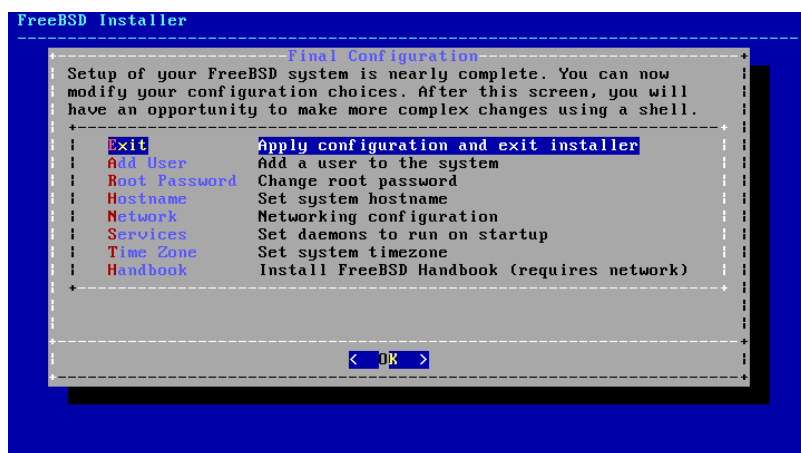 FreeBSD Installer
Final Configuration
Setup of your FreeBSD system is nearly complete. You can now
modify your configuration choices. After this screen, you will
have an opportunity to make more complex changes using a shell.
Exit Apply configuration and exit installer
Add User Add a user to the system
Root Password Change root password
Hostname Set system hostname
Network Networking configuration
Services Set daemons to run on startup
Time Zone Set system timezone
Handbook Install FreeBSD Handbook (requires network)
< OK >